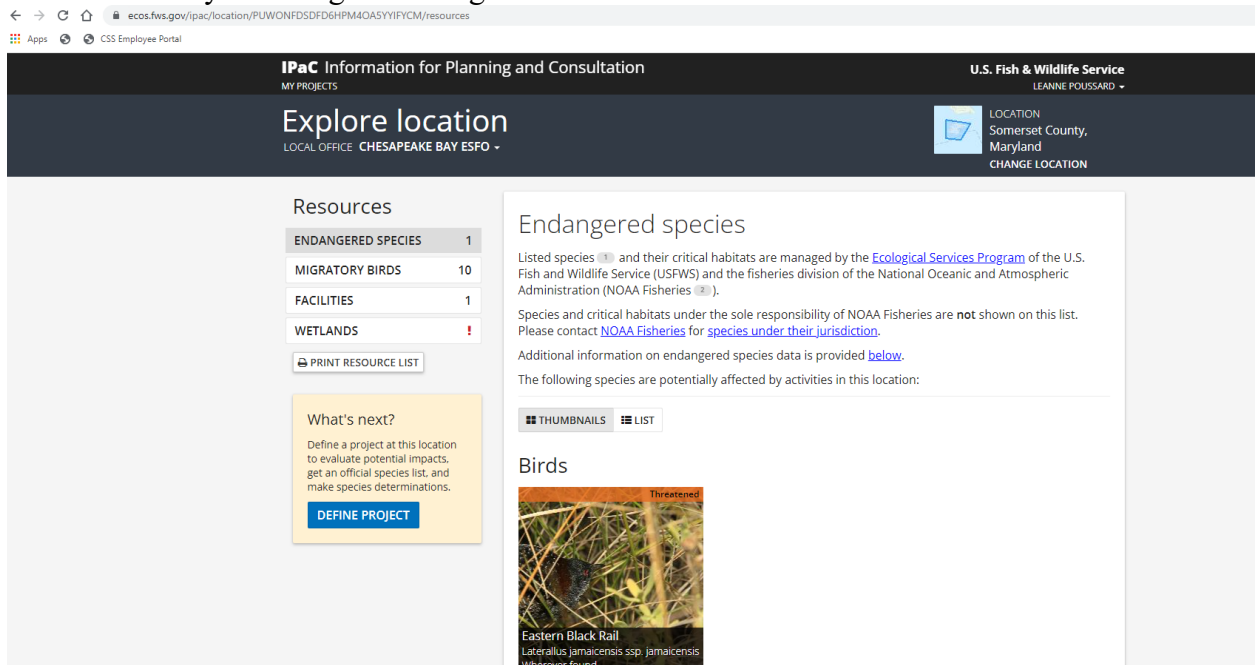 ecos.fws.gov/ipac/location/PUWONFDSDFD6HPM4OA5YYIFYCM/resources
Apps CSS Employee Portal
IPaC Information for Planning and Consultation
MY PROJECTS
U.S. Fish & Wildlife Service
LEANNE POUSSARD
Explore location
LOCAL OFFICE CHESAPEAKE BAY ESFO
LOCATION
Somerset County,
Maryland
CHANGE LOCATION
Resources
ENDANGERED SPECIES 1
MIGRATORY BIRDS 10
FACILITIES 1
WETLANDS !
PRINT RESOURCE LIST
What's next?
Define a project at this location
to evaluate potential impacts,
get an official species list, and
make species determinations.
DEFINE PROJECT
Endangered species
Listed species 1 and their critical habitats are managed by the Ecological Services Program of the U.S.
Fish and Wildlife Service (USFWS) and the fisheries division of the National Oceanic and Atmospheric
Administration (NOAA Fisheries 2 ).
Species and critical habitats under the sole responsibility of NOAA Fisheries are not shown on this list.
Please contact NOAA Fisheries for species under their jurisdiction.
Additional information on endangered species data is provided below.
The following species are potentially affected by activities in this location:
THUMBNAILS LIST
Birds
Threatened
Eastern Black Rail
Laterallus jamaicensis ssp. jamaicensis
Wherever found